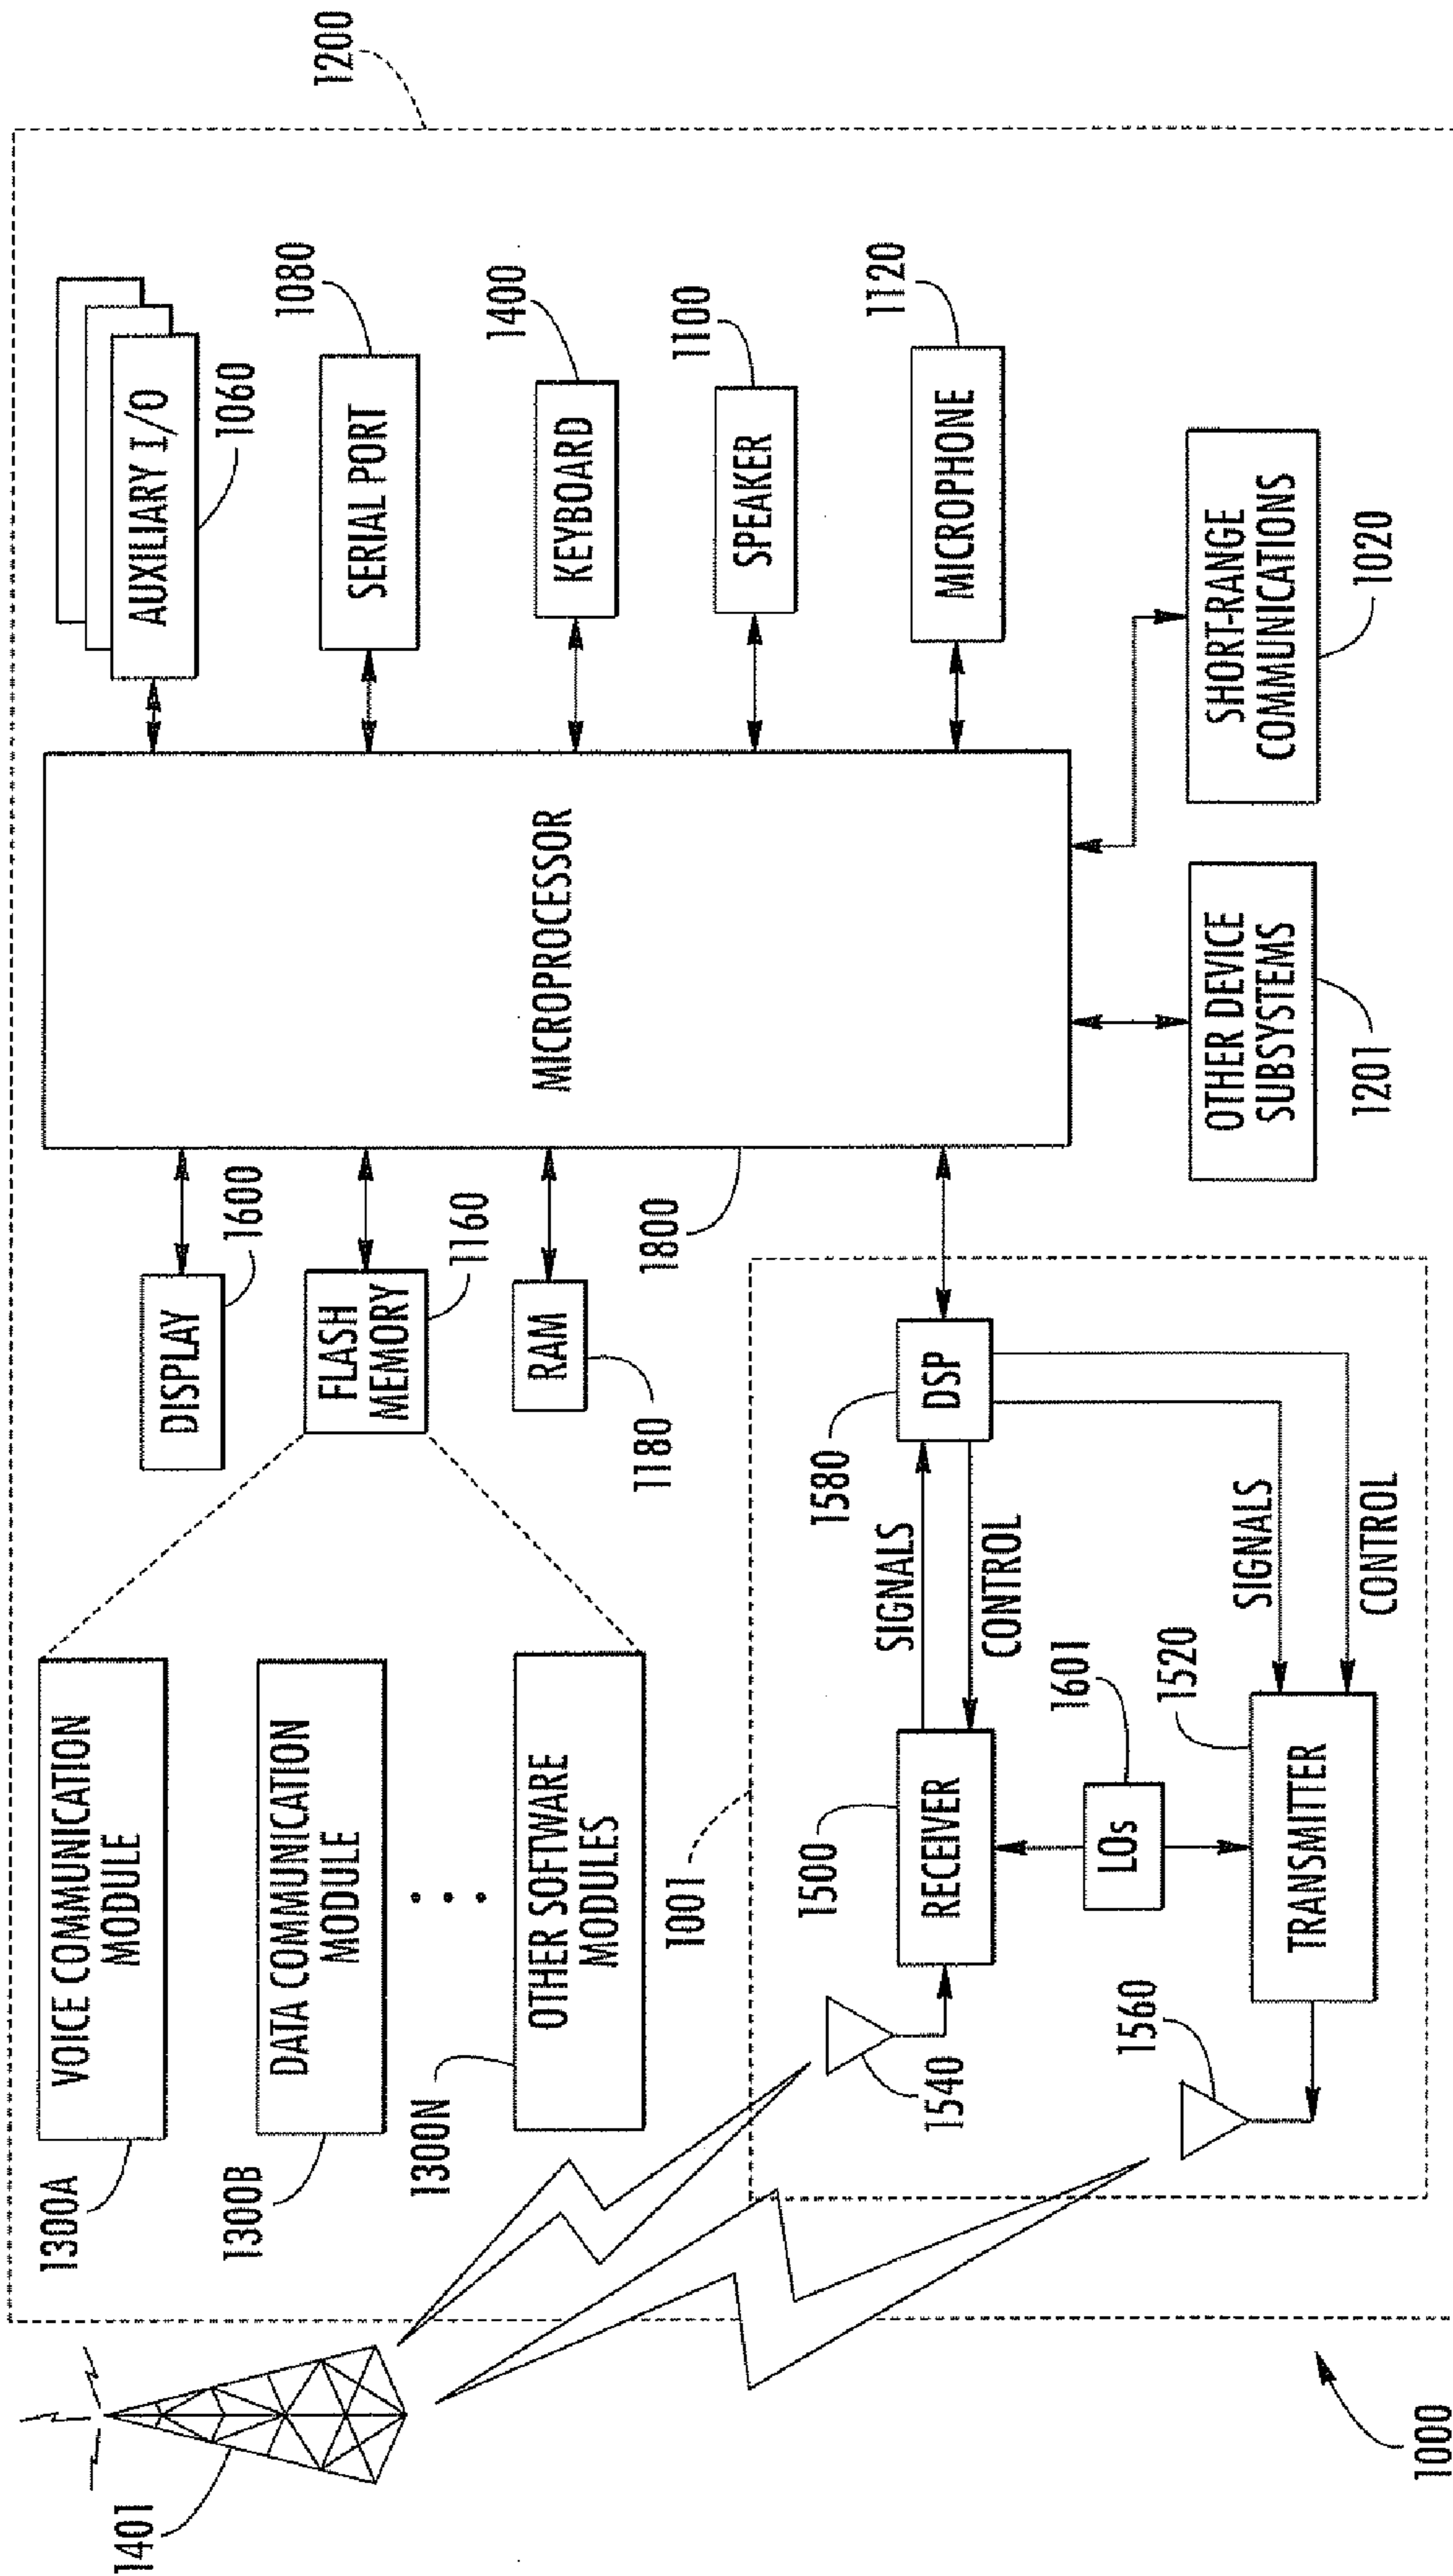 1401
1300A
VOICE COMMUNICATION
MODULE
1300B
DATA COMMUNICATION
MODULE
1300N
OTHER SOFTWARE
MODULES
DISPLAY
1600
FLASH
MEMORY
1160
RAM
1180
MICROPROCESSOR
1800
AUXILIARY I/O
1060
SERIAL PORT
1080
KEYBOARD
1400
SPEAKER
1100
MICROPHONE
1120
1200
1001
1540
1500
RECEIVER
SIGNALS
CONTROL
1580
DSP
LOs
1601
1560
TRANSMITTER
1520
SIGNALS
CONTROL
OTHER DEVICE
SUBSYSTEMS
1201
SHORT-RANGE
COMMUNICATIONS
1020
1000